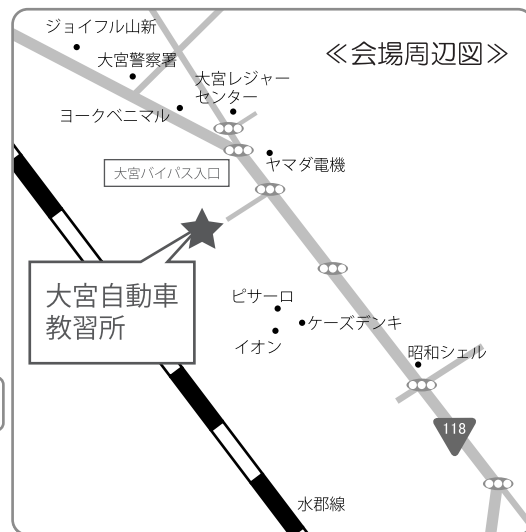 ジョイフル山新
≪会場周辺図≫
大宮警察署
大宮レジャー
センター
ヨークベニマル
ヤマダ電機
大宮バイパス入口
大宮自動車
教習所
ピサーロ
ケーズデンキ
イオン
昭和シェル
118
水郡線